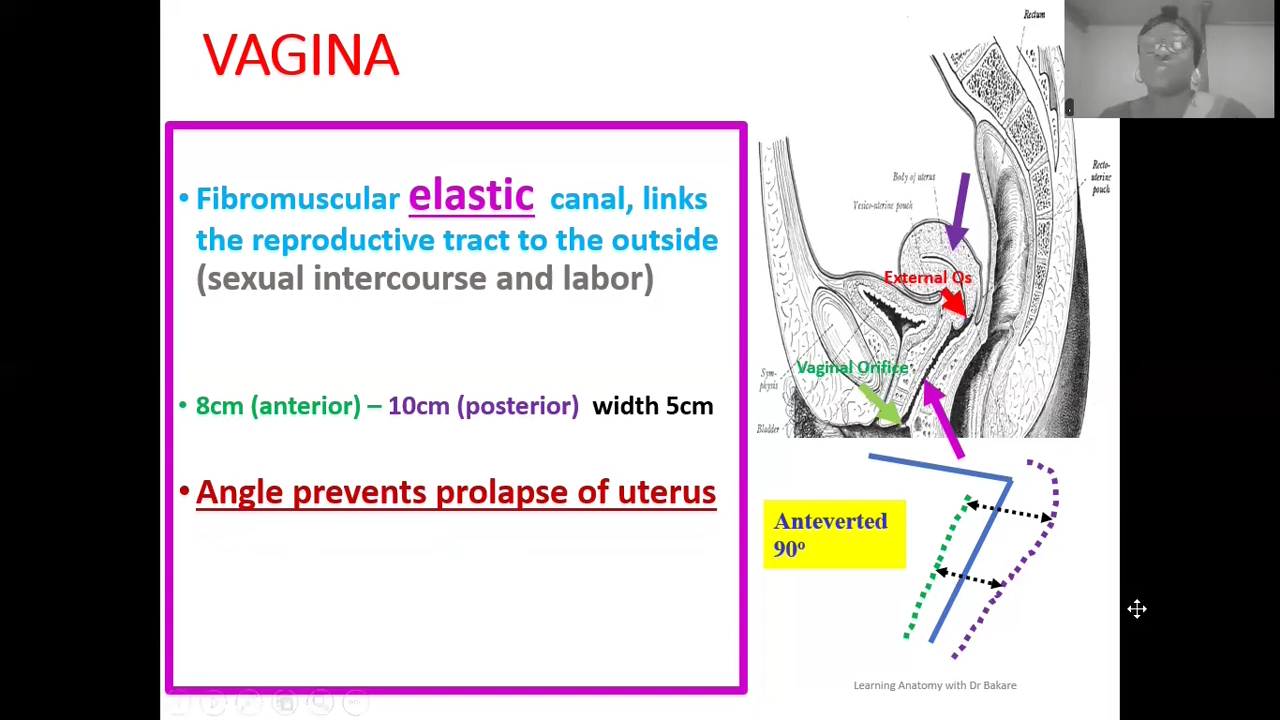 VAGINA
• Fibromuscular elastic canal, links
the reproductive tract to the outside
(sexual intercourse and labor)
• 8cm (anterior) – 10cm (posterior) width 5cm
• Angle prevents prolapse of uterus
Rectum
Recto-
uterine
pouch
Body of uterus
Vesico-uterine pouch
External Os
Vaginal Orifice
Sym-
physis
Bladder
Anteverted
90º
Learning Anatomy with Dr Bakare